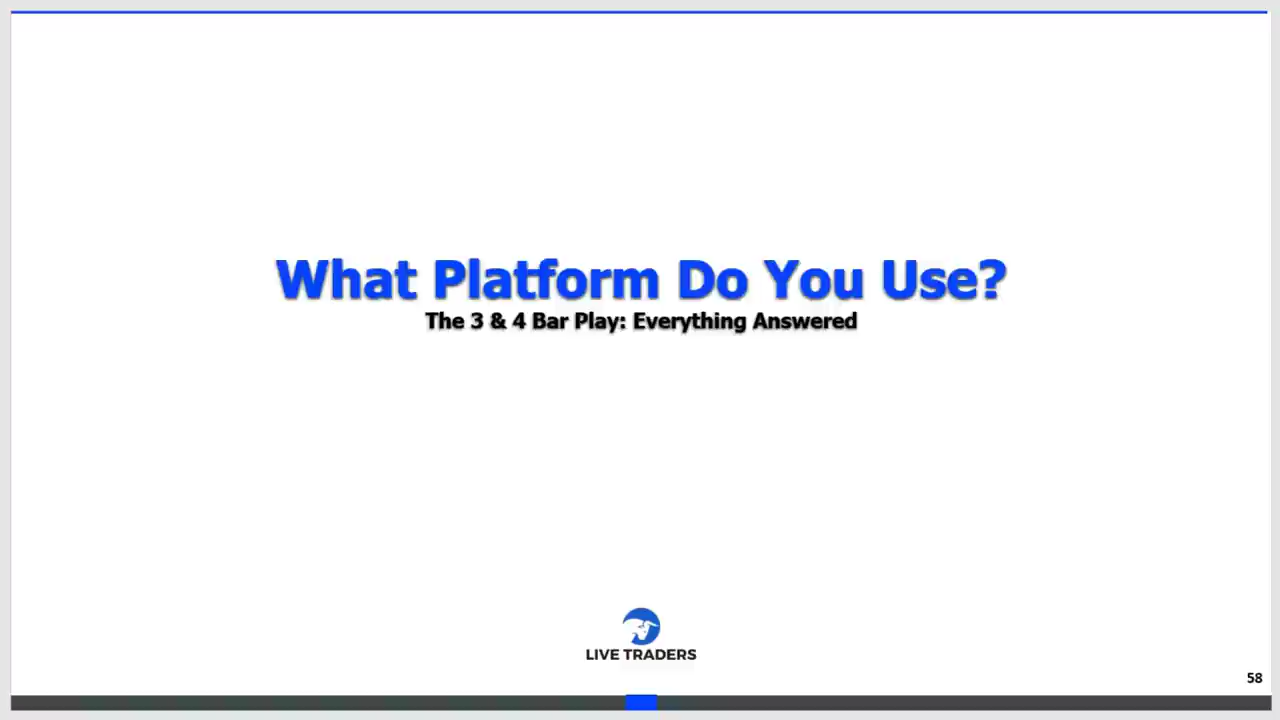 What Platform Do You Use?
The 3 & 4 Bar Play: Everything Answered
LIVE TRADERS
58